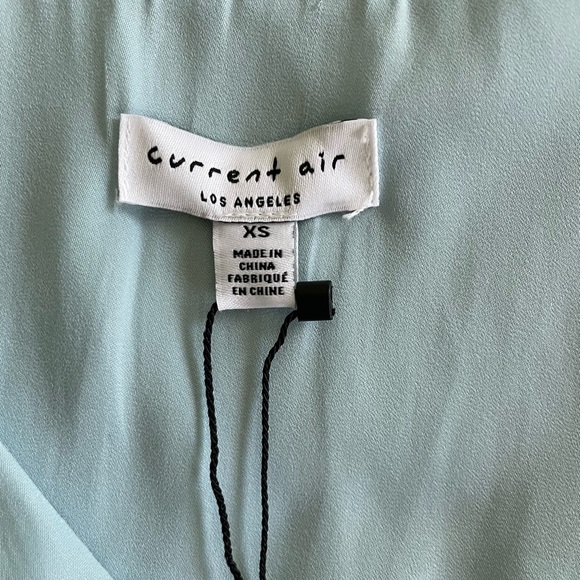 current air
LOS ANGELES
XS
MADE IN
CHINA
FABRIQUÉ
EN CHINE